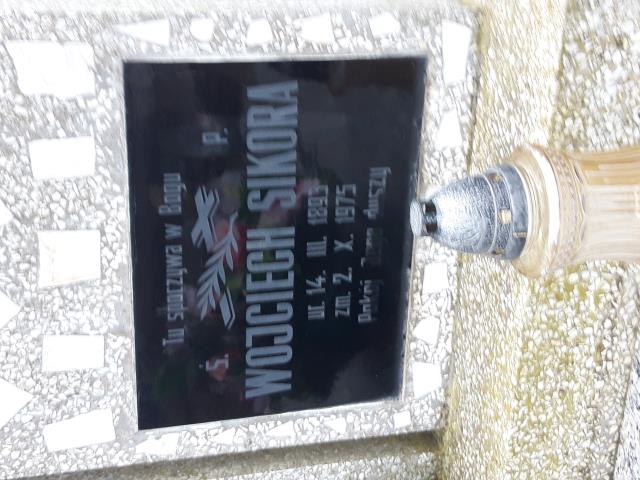 Tu spoczywa w Bogu
Ś. P.
WOJCIECH SIKORA
ur. 14. III. 1893
zm. 2. X. 1975
Pokój Jego duszy